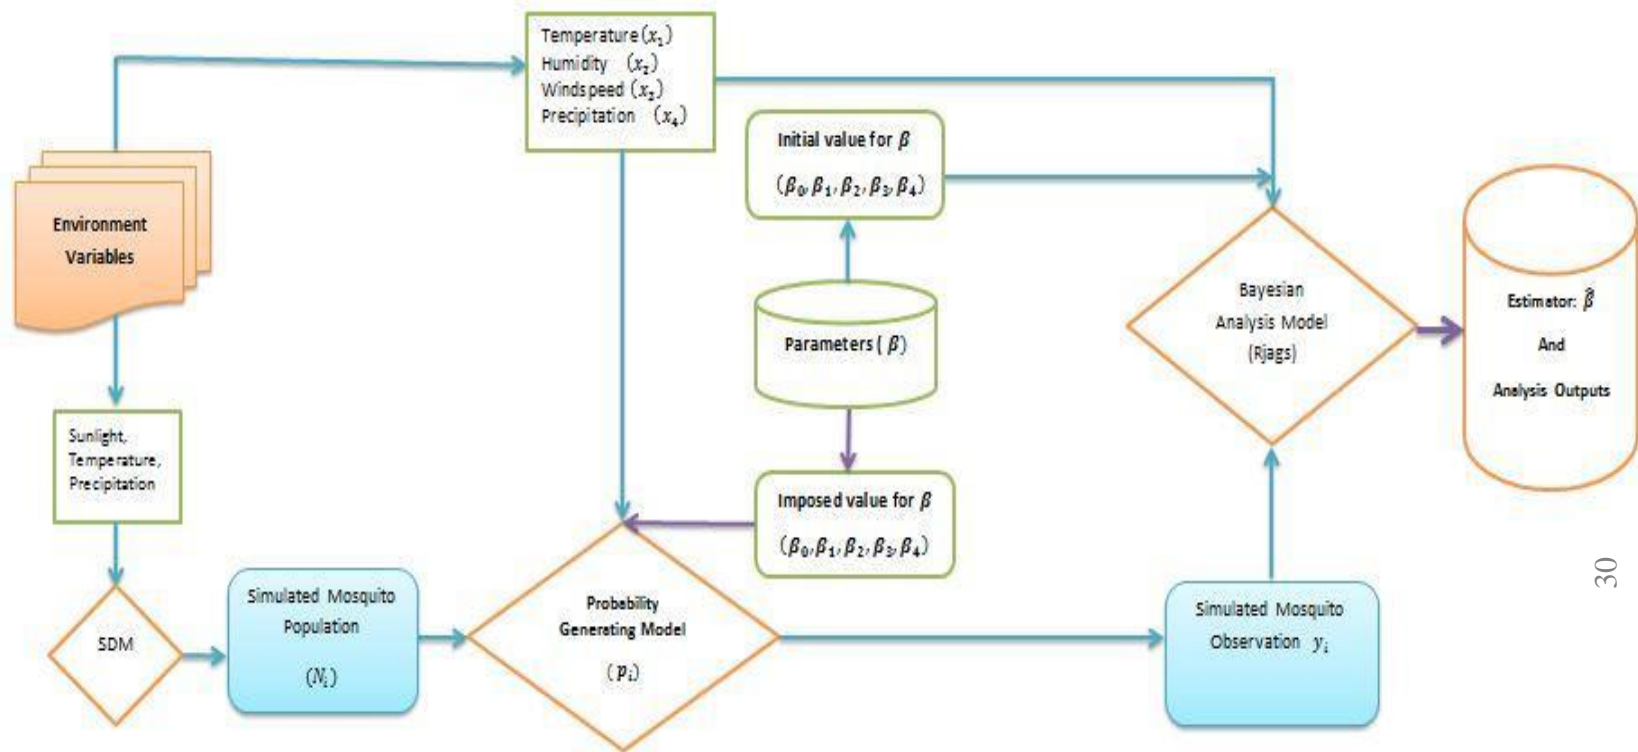 Temperature (x₁)
Humidity (x₂)
Windspeed (x₂)
Precipitation (x₄)
Environment
Variables
Initial value for β
(β₀, β₁, β₂, β₃, β₄)
Parameters ( β)
Imposed value for β
(β₀, β₁, β₂, β₃, β₄)
Bayesian
Analysis Model
(Rjags)
Estimator: β̂
And
Analysis Outputs
Sunlight,
Temperature,
Precipitation
SDM
Simulated Mosquito
Population
(Nᵢ)
Probability
Generating Model
( pᵢ)
Simulated Mosquito
Observation yᵢ
30